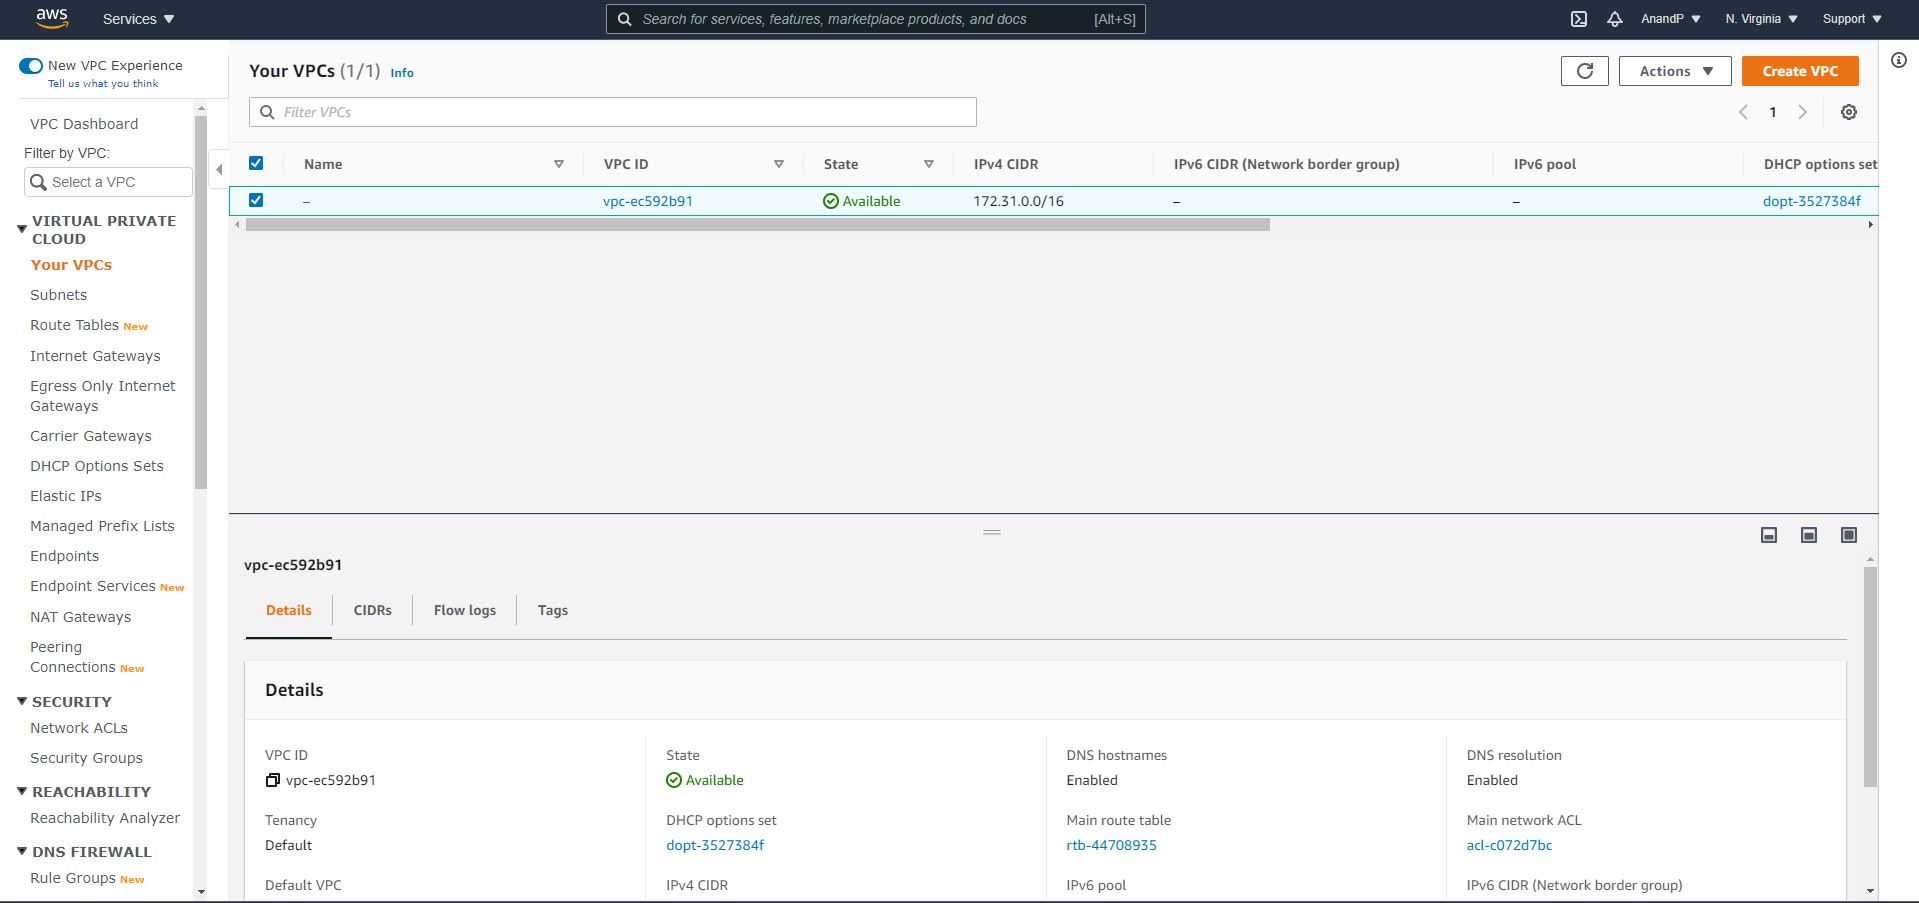 aws
Services
Search for services, features, marketplace products, and docs [Alt+S]
AnandP
N. Virginia
Support
New VPC Experience
Tell us what you think
VPC Dashboard
Filter by VPC:
Select a VPC
VIRTUAL PRIVATE
CLOUD
Your VPCs
Subnets
Route Tables New
Internet Gateways
Egress Only Internet
Gateways
Carrier Gateways
DHCP Options Sets
Elastic IPs
Managed Prefix Lists
Endpoints
Endpoint Services New
NAT Gateways
Peering
Connections New
SECURITY
Network ACLs
Security Groups
REACHABILITY
Reachability Analyzer
DNS FIREWALL
Rule Groups New
Your VPCs (1/1) Info
Actions
Create VPC
Filter VPCs
1
Name VPC ID State IPv4 CIDR IPv6 CIDR (Network border group) IPv6 pool DHCP options set
– vpc-ec592b91 Available 172.31.0.0/16 – – dopt-3527384f
vpc-ec592b91
Details CIDRs Flow logs Tags
Details
VPC ID
vpc-ec592b91
State
Available
DNS hostnames
Enabled
DNS resolution
Enabled
Tenancy
Default
DHCP options set
dopt-3527384f
Main route table
rtb-44708935
Main network ACL
acl-c072d7bc
Default VPC
IPv4 CIDR
IPv6 pool
IPv6 CIDR (Network border group)